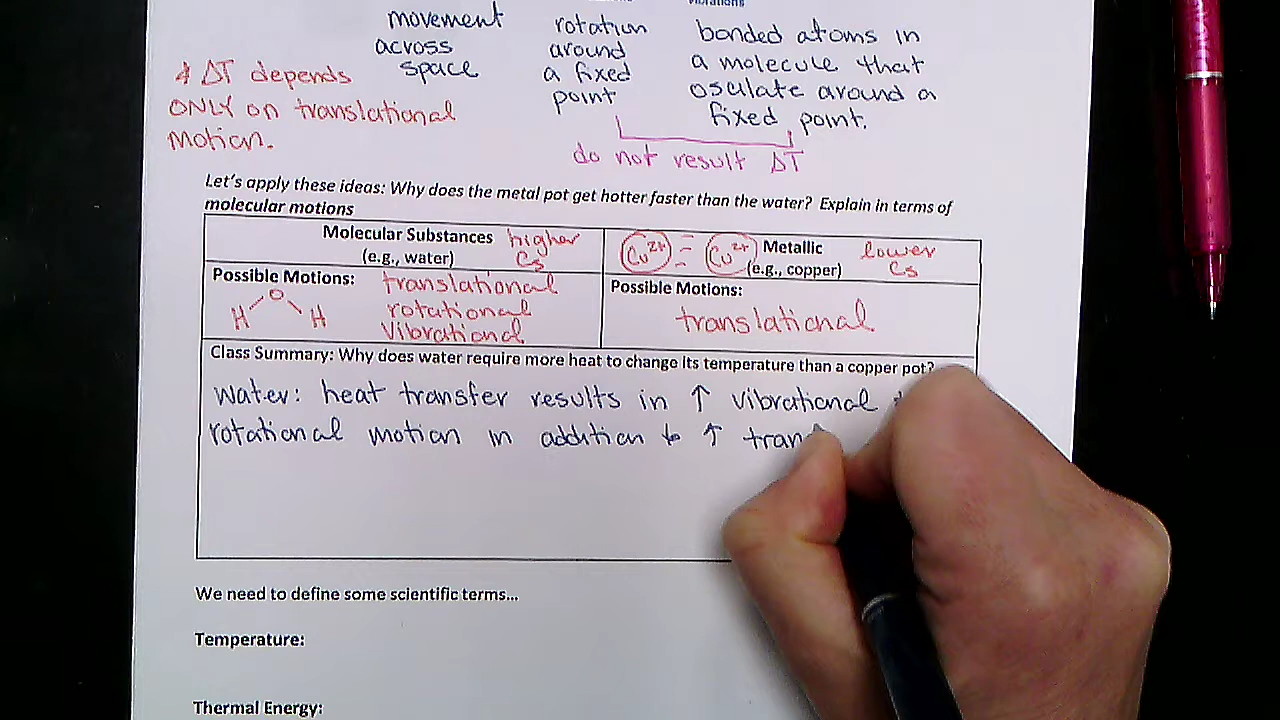 vibrations
movement
across
space
rotation
around
a fixed
point
bonded atoms in
a molecule that
osculate around a
fixed point.
* ΔT depends
ONLY on translational
motion.
do not result ΔT
Let's apply these ideas: Why does the metal pot get hotter faster than the water? Explain in terms of
molecular motions
Molecular Substances higher
(e.g., water) Cs
Cu²⁺ Cu²⁺ Metallic lower
(e.g., copper) Cs
Possible Motions: translational
H O H rotational
vibrational
Possible Motions:
translational
Class Summary: Why does water require more heat to change its temperature than a copper pot?
Water: heat transfer results in ↑ vibrational
rotational motion in addition to ↑ tran
We need to define some scientific terms...
Temperature:
Thermal Energy: